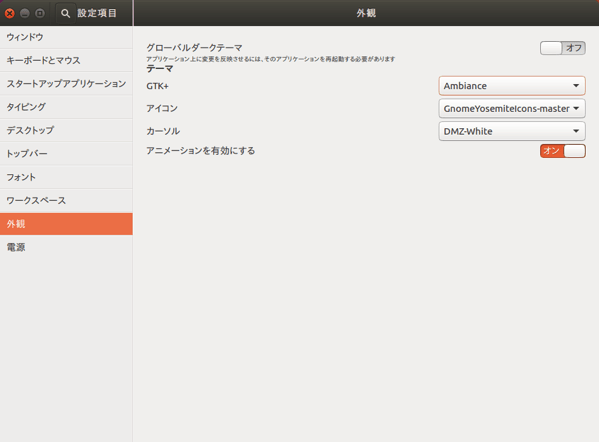 設定項目
外観
ウィンドウ
キーボードとマウス
スタートアップアプリケーション
タイピング
デスクトップ
トップバー
フォント
ワークスペース
外観
電源
グローバルダークテーマ
オフ
アプリケーション上に変更を反映させるには、そのアプリケーションを再起動する必要があります
テーマ
GTK+
Ambiance
アイコン
GnomeYosemiteIcons-master
カーソル
DMZ-White
アニメーションを有効にする
オン